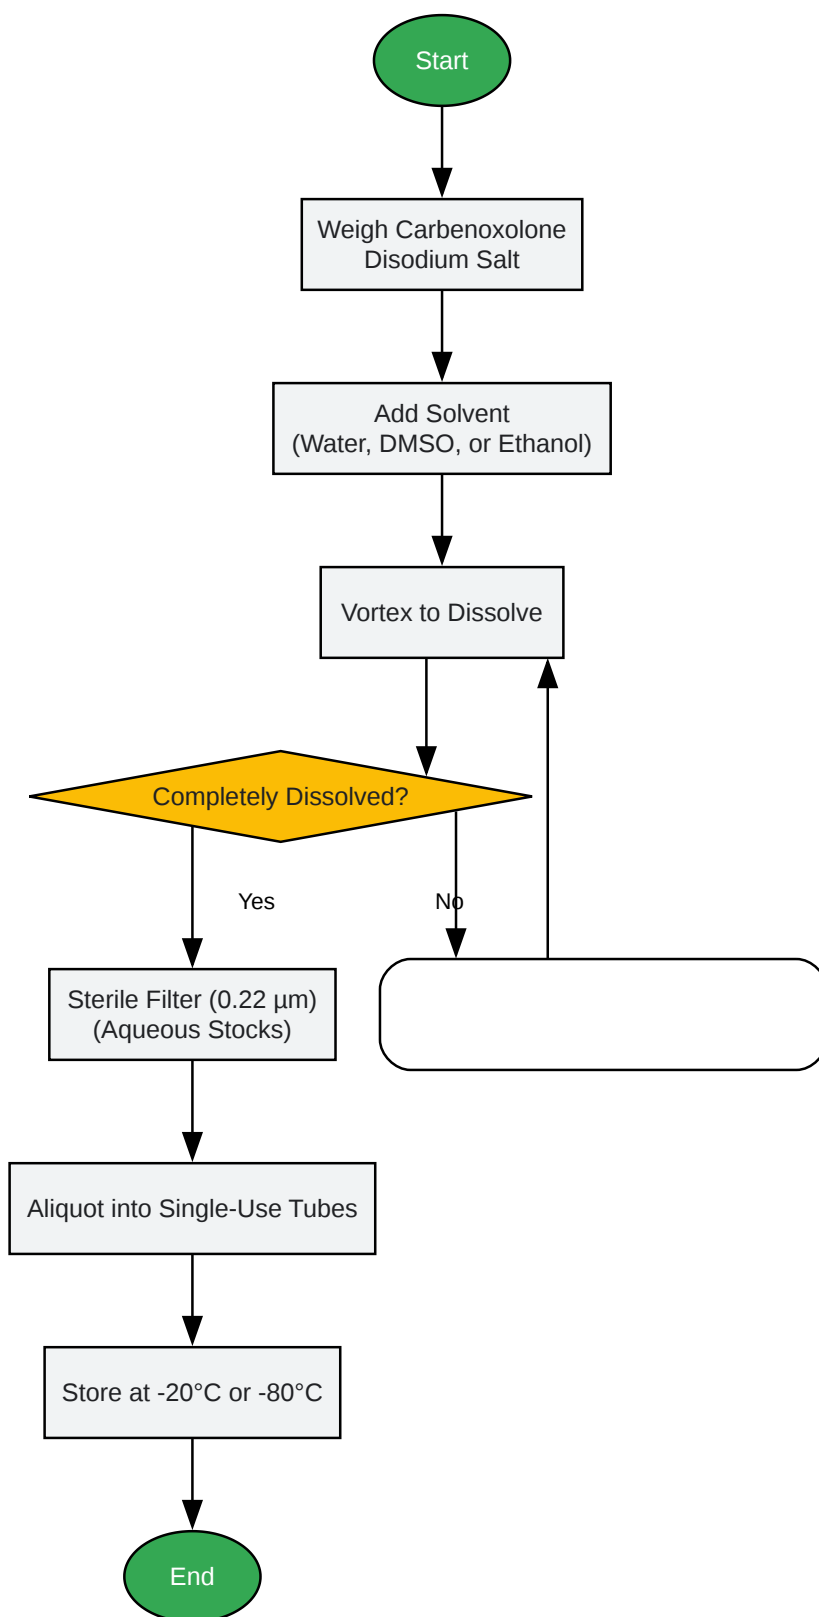 Start
Weigh Carbenoxolone
Disodium Salt
Add Solvent
(Water, DMSO, or Ethanol)
Vortex to Dissolve
Completely Dissolved?
Yes
No
Sterile Filter (0.22 µm)
(Aqueous Stocks)
Aliquot into Single-Use Tubes
Store at -20°C or -80°C
End